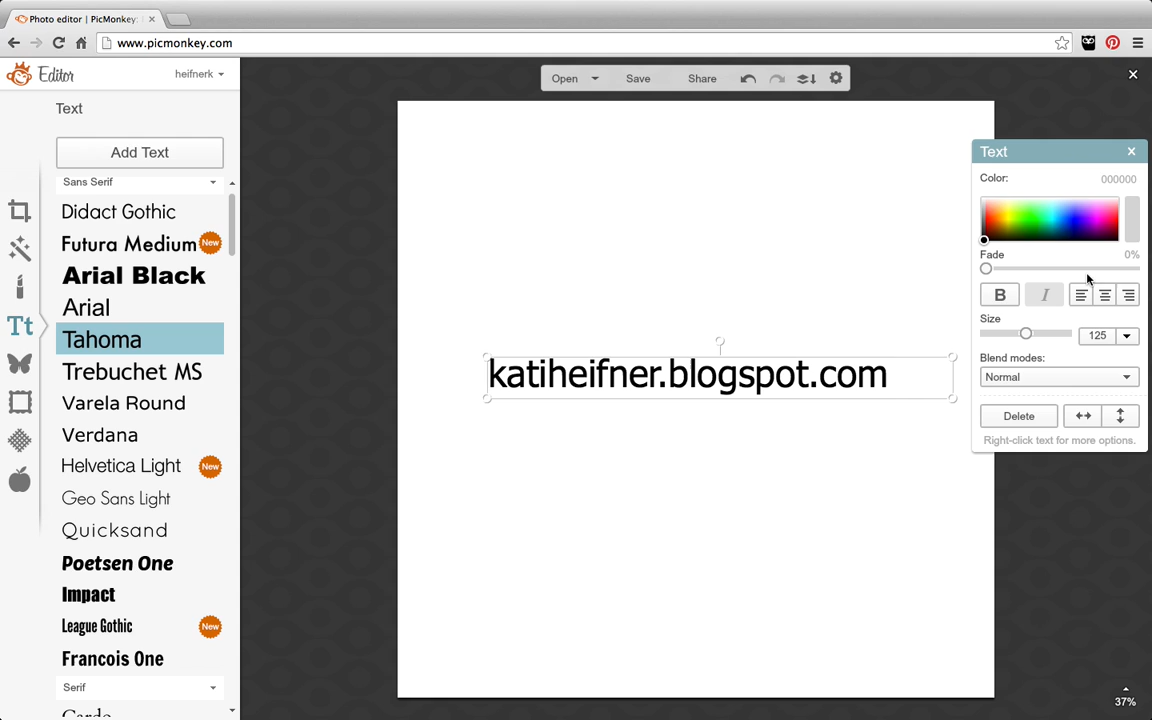 Photo editor | PicMonkey:
www.picmonkey.com
Editor
heifnerk
Open
Save
Share
Text
Add Text
Sans Serif
Didact Gothic
Futura Medium
New
Arial Black
Arial
Tt
Tahoma
Trebuchet MS
Varela Round
Verdana
Helvetica Light
New
Geo Sans Light
Quicksand
Poetsen One
Impact
League Gothic
New
Francois One
Serif
katiheifner.blogspot.com
Text
Color:
000000
Fade
0%
B
I
Size
125
Blend modes:
Normal
Delete
Right-click text for more options.
37%